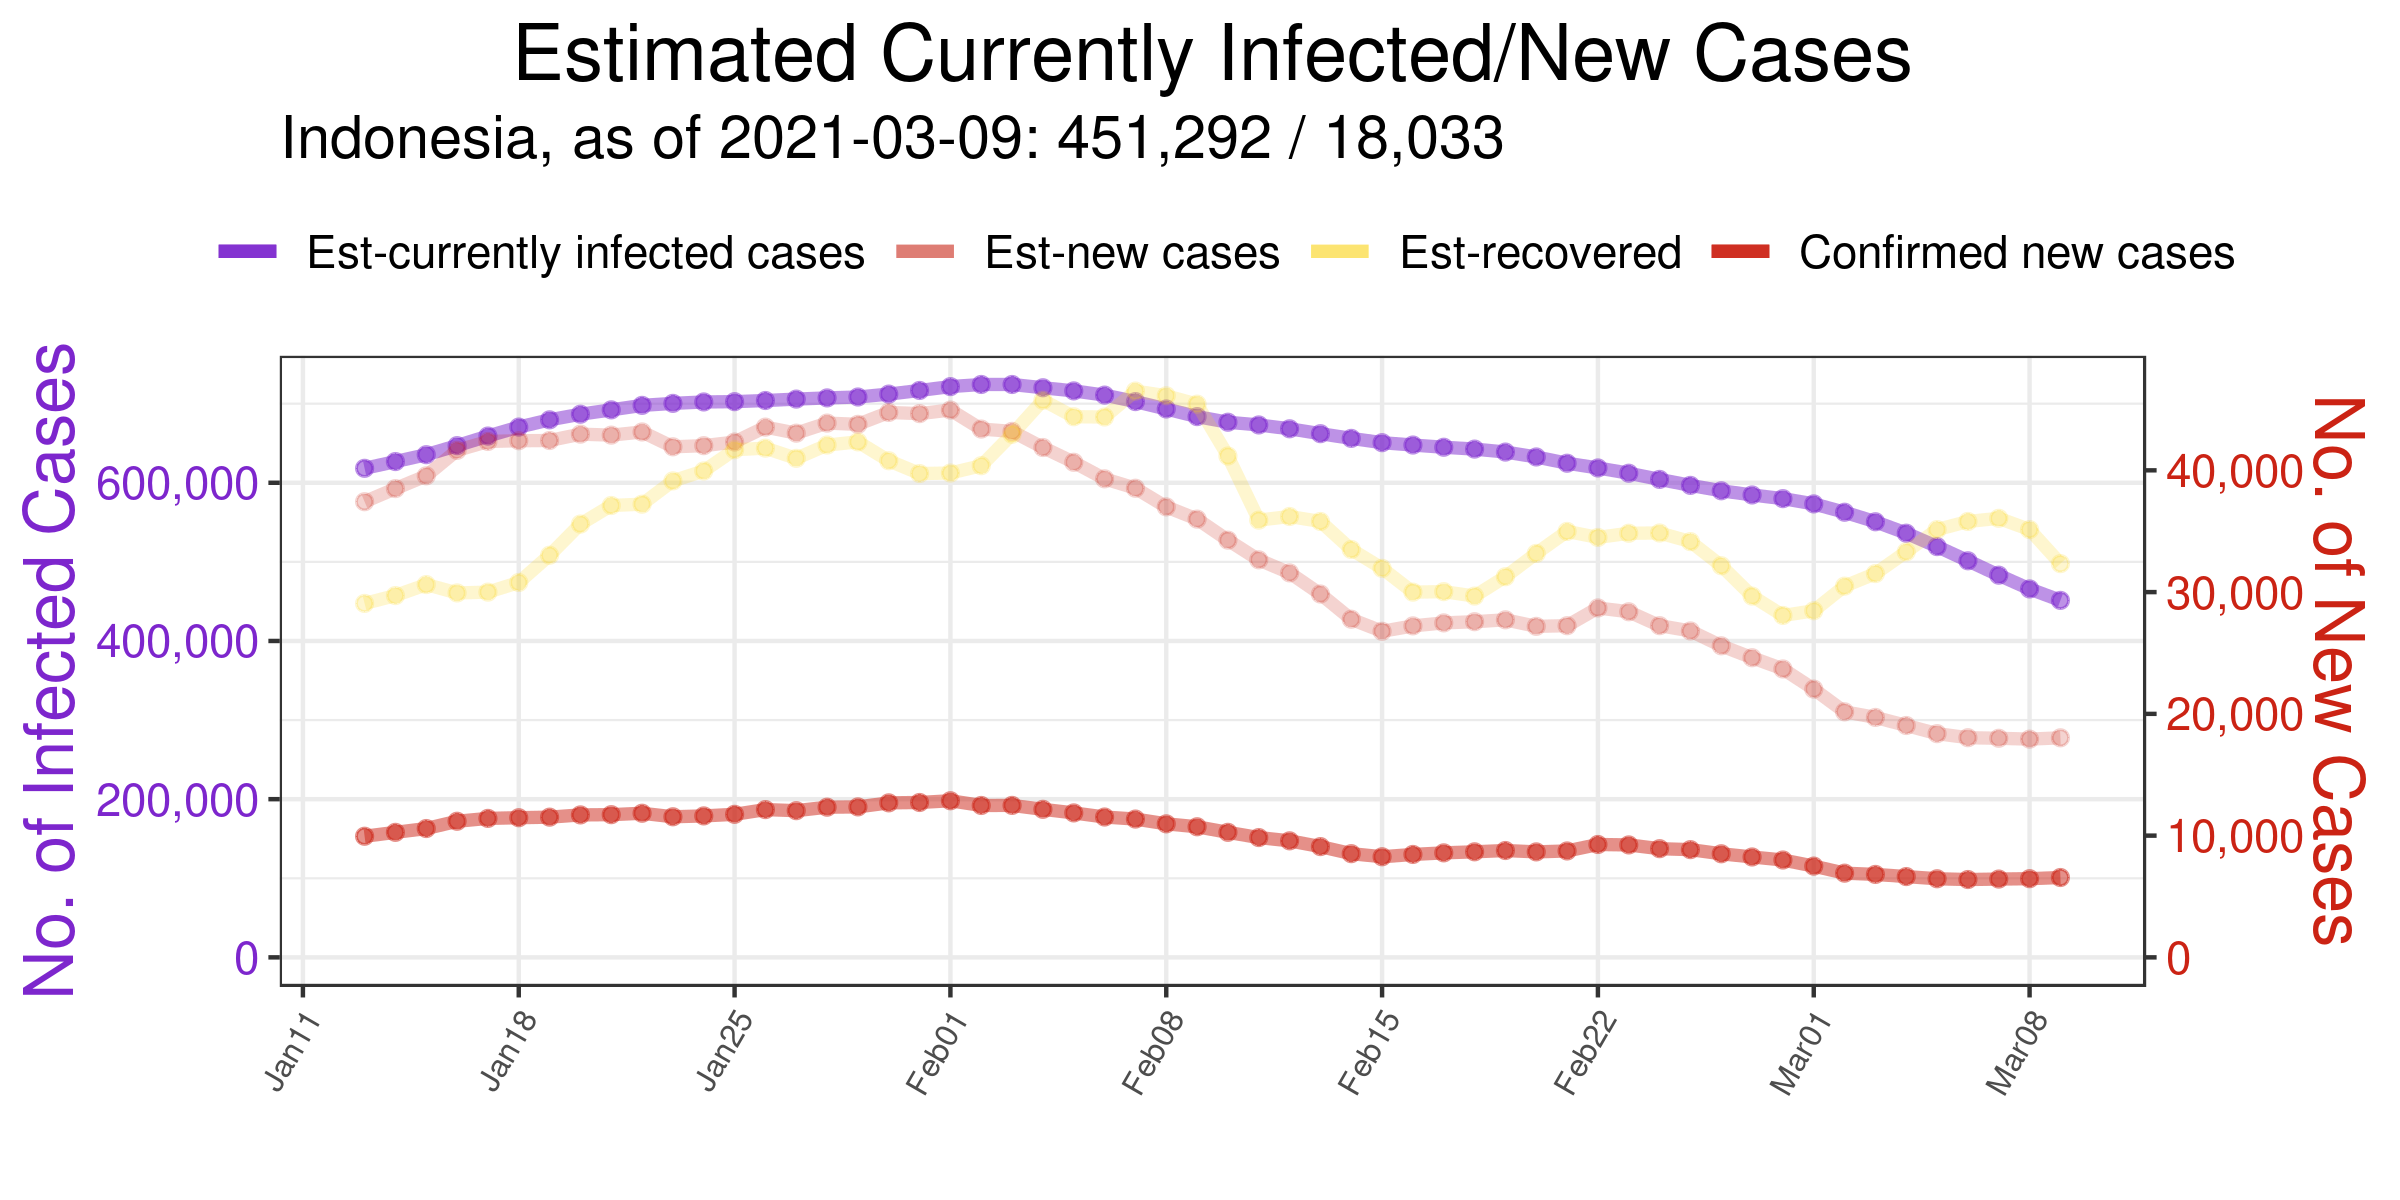 Estimated Currently Infected/New Cases
Indonesia, as of 2021-03-09: 451,292 / 18,033
Est-currently infected cases Est-new cases Est-recovered Confirmed new cases
No. of Infected Cases
600,000
400,000
200,000
0
40,000
30,000
20,000
10,000
0
No. of New Cases
Jan11 Jan18 Jan25 Feb01 Feb08 Feb15 Feb22 Mar01 Mar08